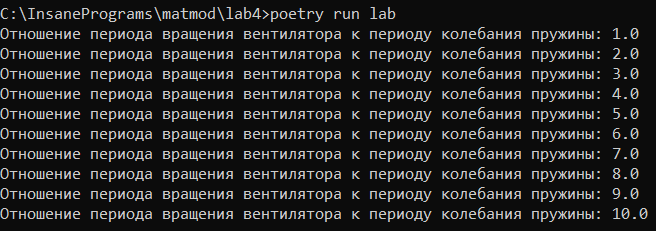 C:\InsanePrograms\matmod\lab4>poetry run lab
Отношение периода вращения вентилятора к периоду колебания пружины: 1.0
Отношение периода вращения вентилятора к периоду колебания пружины: 2.0
Отношение периода вращения вентилятора к периоду колебания пружины: 3.0
Отношение периода вращения вентилятора к периоду колебания пружины: 4.0
Отношение периода вращения вентилятора к периоду колебания пружины: 5.0
Отношение периода вращения вентилятора к периоду колебания пружины: 6.0
Отношение периода вращения вентилятора к периоду колебания пружины: 7.0
Отношение периода вращения вентилятора к периоду колебания пружины: 8.0
Отношение периода вращения вентилятора к периоду колебания пружины: 9.0
Отношение периода вращения вентилятора к периоду колебания пружины: 10.0